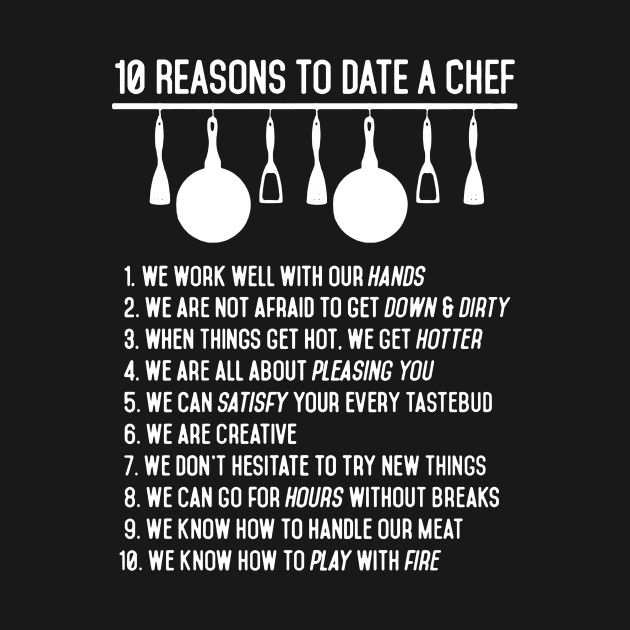 10 REASONS TO DATE A CHEF
1. WE WORK WELL WITH OUR HANDS
2. WE ARE NOT AFRAID TO GET DOWN & DIRTY
3. WHEN THINGS GET HOT, WE GET HOTTER
4. WE ARE ALL ABOUT PLEASING YOU
5. WE CAN SATISFY YOUR EVERY TASTEBUD
6. WE ARE CREATIVE
7. WE DON'T HESITATE TO TRY NEW THINGS
8. WE CAN GO FOR HOURS WITHOUT BREAKS
9. WE KNOW HOW TO HANDLE OUR MEAT
10. WE KNOW HOW TO PLAY WITH FIRE